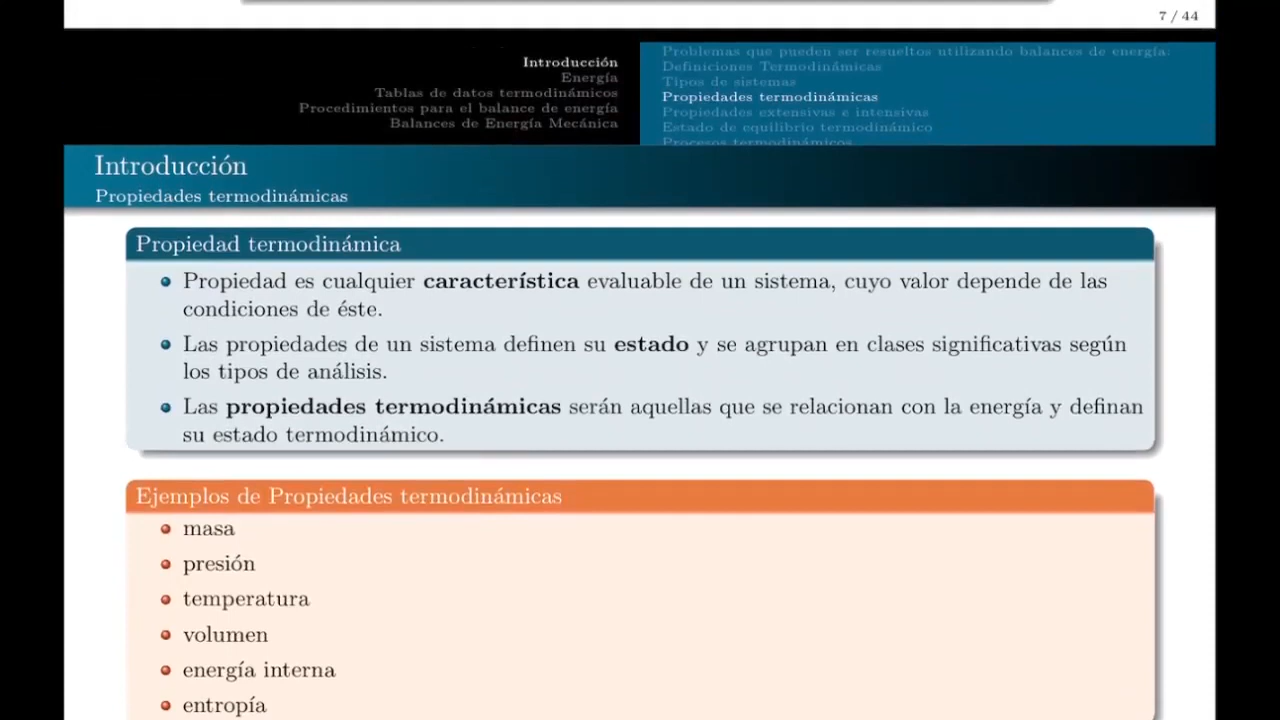 7 / 44
Introducción
Energía
Tablas de datos termodinámicos
Procedimientos para el balance de energía
Balances de Energía Mecánica
Problemas que pueden ser resueltos utilizando balances de energía:
Definiciones Termodinámicas
Tipos de sistemas
Propiedades termodinámicas
Propiedades extensivas e intensivas
Estado de equilibrio termodinámico
Procesos termodinámicos
Introducción
Propiedades termodinámicas
Propiedad termodinámica
Propiedad es cualquier característica evaluable de un sistema, cuyo valor depende de las
condiciones de éste.
Las propiedades de un sistema definen su estado y se agrupan en clases significativas según
los tipos de análisis.
Las propiedades termodinámicas serán aquellas que se relacionan con la energía y definan
su estado termodinámico.
Ejemplos de Propiedades termodinámicas
masa
presión
temperatura
volumen
energía interna
entropía